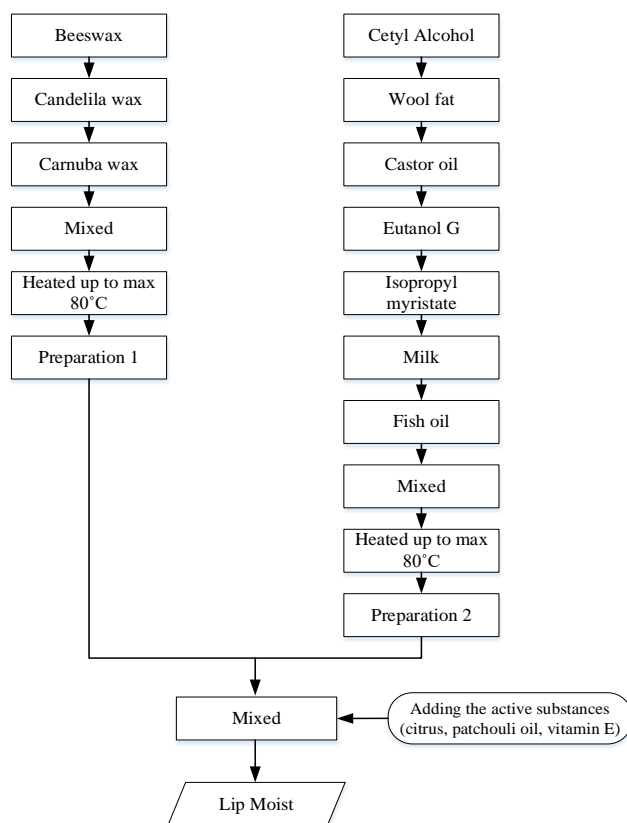 Beeswax
Candelila wax
Carnuba wax
Mixed
Heated up to max
80˚C
Preparation 1
Cetyl Alcohol
Wool fat
Castor oil
Eutanol G
Isopropyl
myristate
Milk
Fish oil
Mixed
Heated up to max
80˚C
Preparation 2
Mixed
Adding the active substances
(citrus, patchouli oil, vitamin E)
Lip Moist